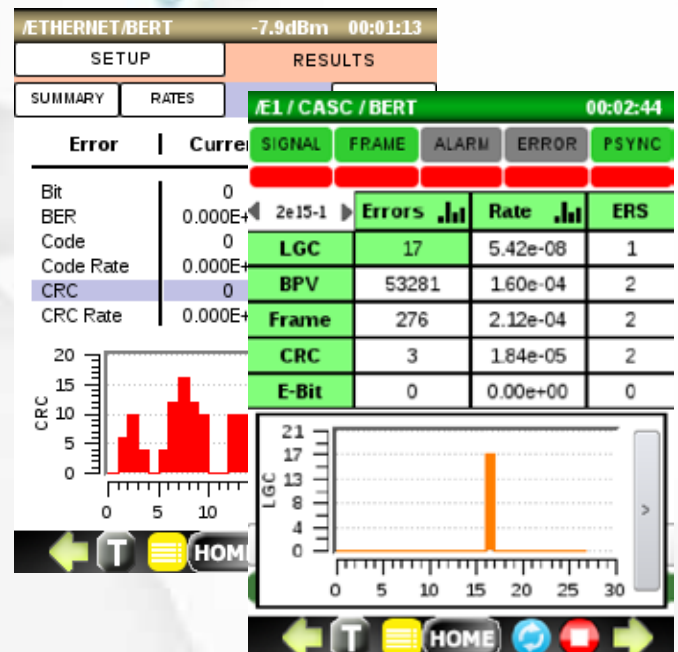 /ETHERNET/BERT -7.9dBm 00:01:13
SETUP RESULTS
SUMMARY RATES
Error
Bit 0
BER 0.000E+
Code 0
Code Rate 0.000E+
CRC 0
CRC Rate 0.000E+
20
15
10
5
0
CRC
0 5 10
T
/E1 / CASC / BERT 00:02:44
SIGNAL FRAME ALARM ERROR PSYNC
2e15-1 Errors Rate ERS
LGC 17 5.42e-08 1
BPV 53281 1.60e-04 2
Frame 276 2.12e-04 2
CRC 3 1.84e-05 2
E-Bit 0 0.00e+00 0
21
17
13
8
4
0
LGC
0 5 10 15 20 25 30
>
T HOME